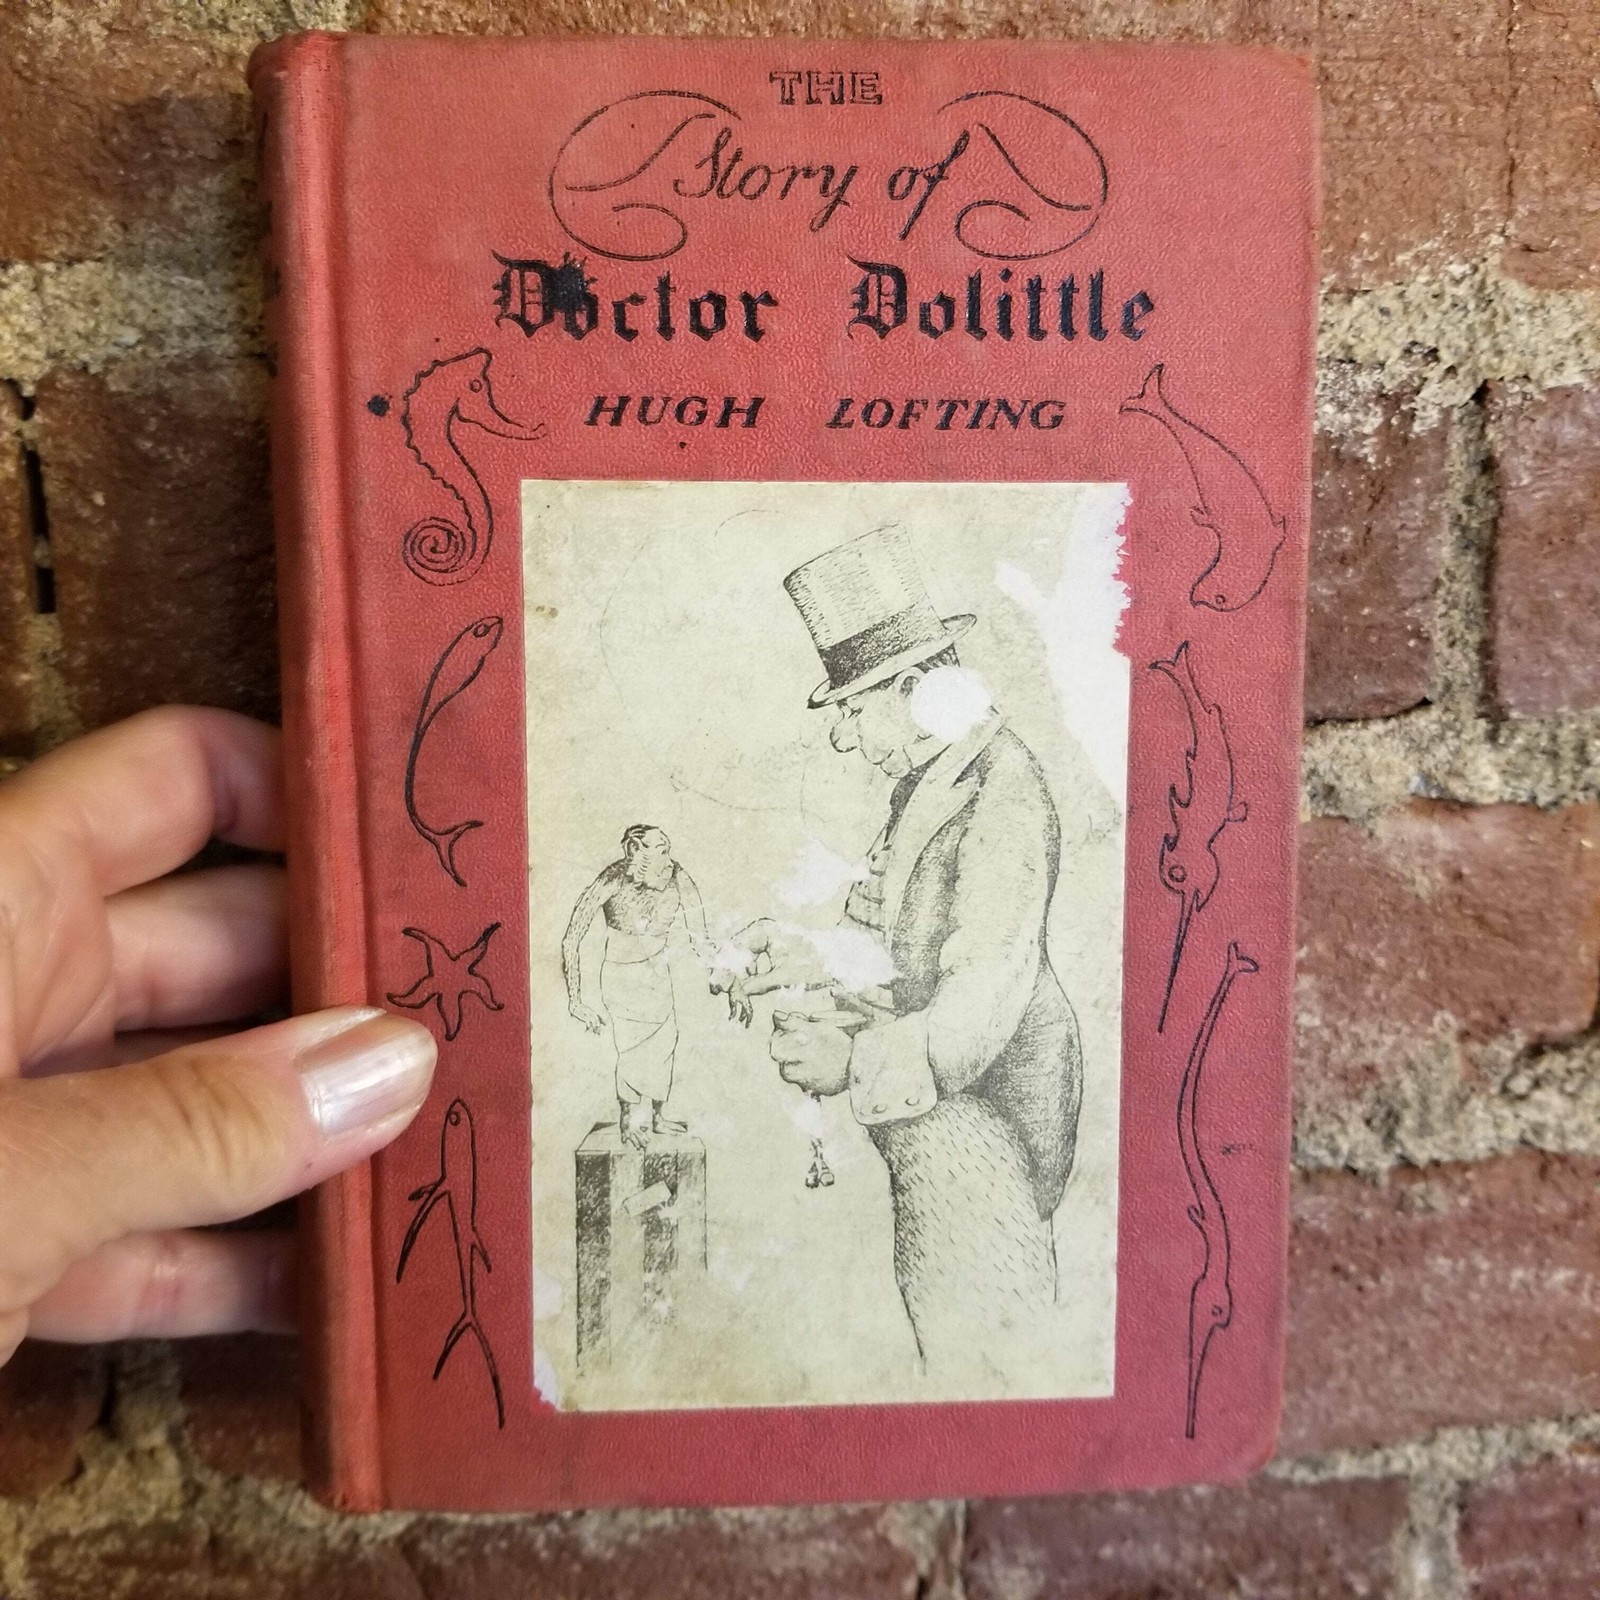 THE
Story of
Doctor Dolittle
HUGH LOFTING